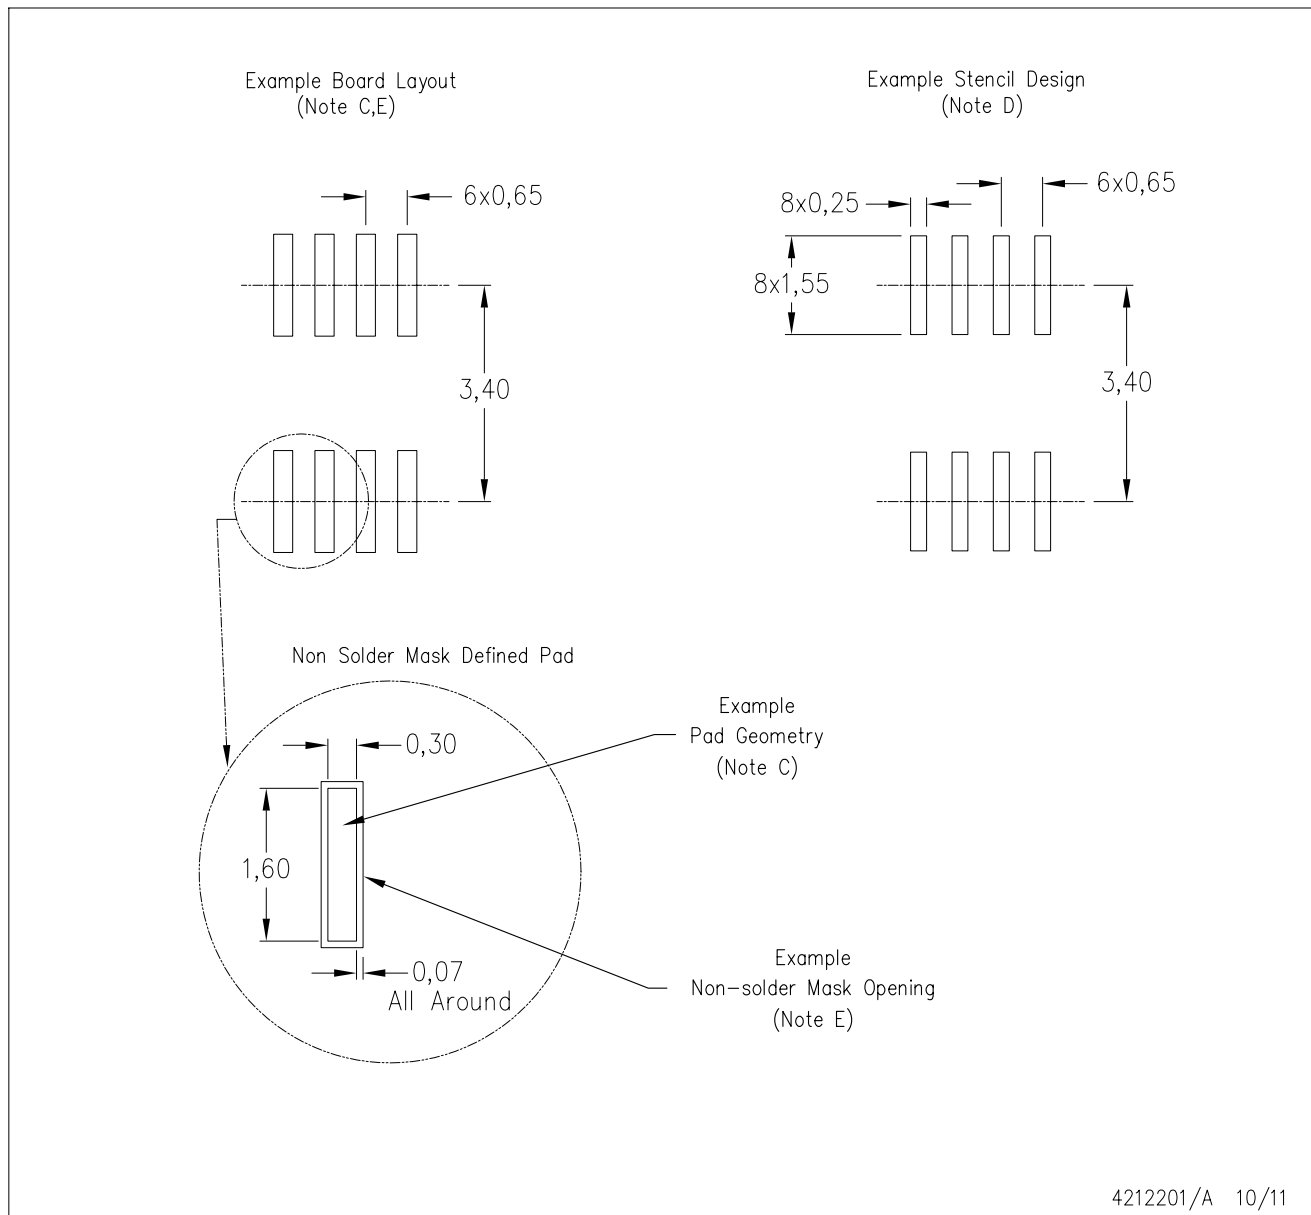 Example Board Layout
(Note C,E)
6x0,65
3,40
Example Stencil Design
(Note D)
6x0,65
8x0,25
8x1,55
3,40
Non Solder Mask Defined Pad
0,30
1,60
0,07
All Around
Example
Pad Geometry
(Note C)
Example
Non-solder Mask Opening
(Note E)
4212201/A 10/11